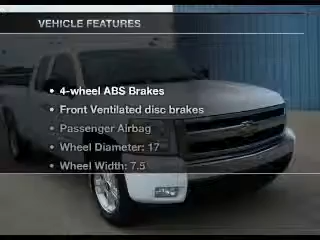 VEHICLE FEATURES
• 4-wheel ABS Brakes
• Front Ventilated disc brakes
• Passenger Airbag
• Wheel Diameter: 17
• Wheel Width: 7.5